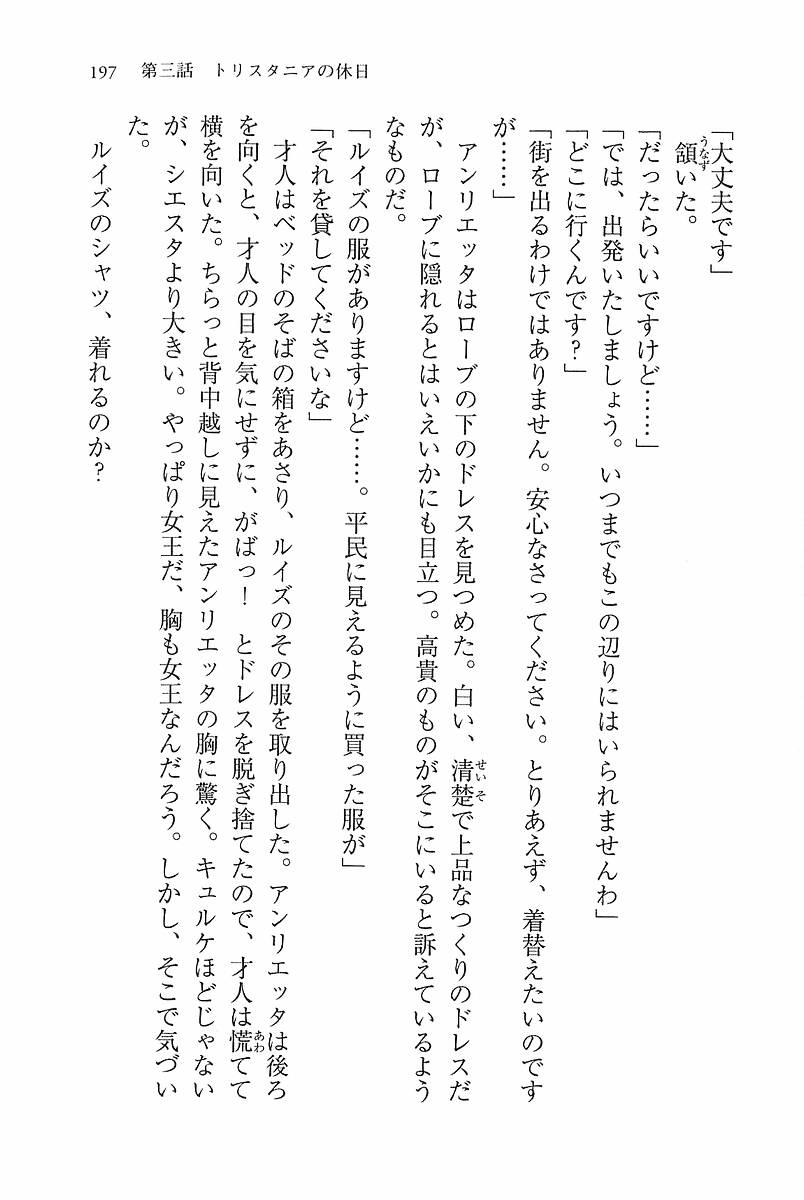 197　第三話　トリスタニアの休日
「大丈夫です」
　頷いた。
「だったらいいですけど……」
「では、出発いたしましょう。いつまでもこの辺りにはいられませんわ」
「どこに行くんです？」
「街を出るわけではありません。安心なさってください。とりあえず、着替えたいのです
が……」
　アンリエッタはローブの下のドレスを見つめた。白い、清楚で上品なつくりのドレスだ
が、ローブに隠れるとはいえいかにも目立つ。高貴のものがそこにいると訴えているよう
なものだ。
「ルイズの服がありますけど……。平民に見えるように買った服が」
「それを貸してくださいな」
　才人はベッドのそばの箱をあさり、ルイズのその服を取り出した。アンリエッタは後ろ
を向くと、才人の目を気にせずに、がばっ！　とドレスを脱ぎ捨てたので、才人は慌てて
横を向いた。ちらっと背中越しに見えたアンリエッタの胸に驚く。キュルケほどじゃない
が、シエスタより大きい。やっぱり女王だ、胸も女王なんだろう。しかし、そこで気づい
た。
　ルイズのシャツ、着れるのか？